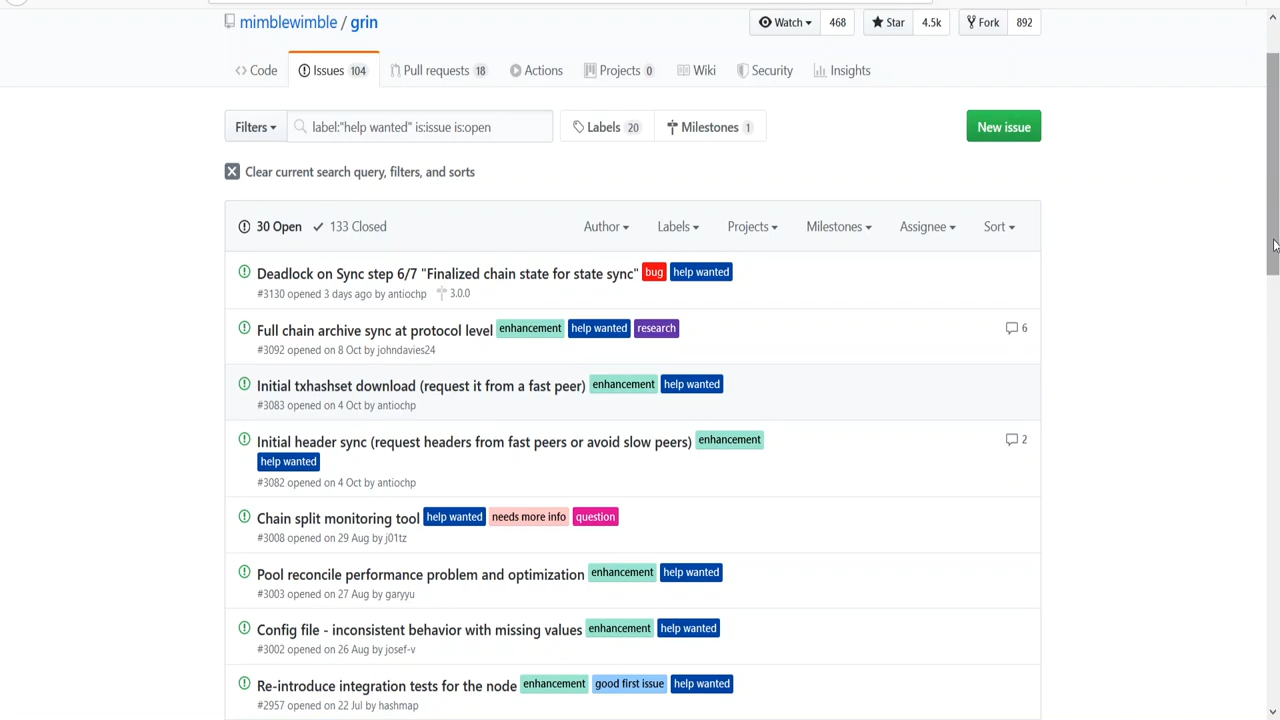 mimblewimble / grin
Watch 468 Star 4.5k Fork 892
Code Issues 104 Pull requests 18 Actions Projects 0 Wiki Security Insights
Filters label:"help wanted" is:issue is:open Labels 20 Milestones 1 New issue
Clear current search query, filters, and sorts
30 Open 133 Closed Author Labels Projects Milestones Assignee Sort
Deadlock on Sync step 6/7 "Finalized chain state for state sync" bug help wanted
#3130 opened 3 days ago by antiochp 3.0.0
Full chain archive sync at protocol level enhancement help wanted research 6
#3092 opened on 8 Oct by johndavies24
Initial txhashset download (request it from a fast peer) enhancement help wanted
#3083 opened on 4 Oct by antiochp
Initial header sync (request headers from fast peers or avoid slow peers) enhancement 2
help wanted
#3082 opened on 4 Oct by antiochp
Chain split monitoring tool help wanted needs more info question
#3008 opened on 29 Aug by j01tz
Pool reconcile performance problem and optimization enhancement help wanted
#3003 opened on 27 Aug by garyyu
Config file - inconsistent behavior with missing values enhancement help wanted
#3002 opened on 26 Aug by josef-v
Re-introduce integration tests for the node enhancement good first issue help wanted
#2957 opened on 22 Jul by hashmap